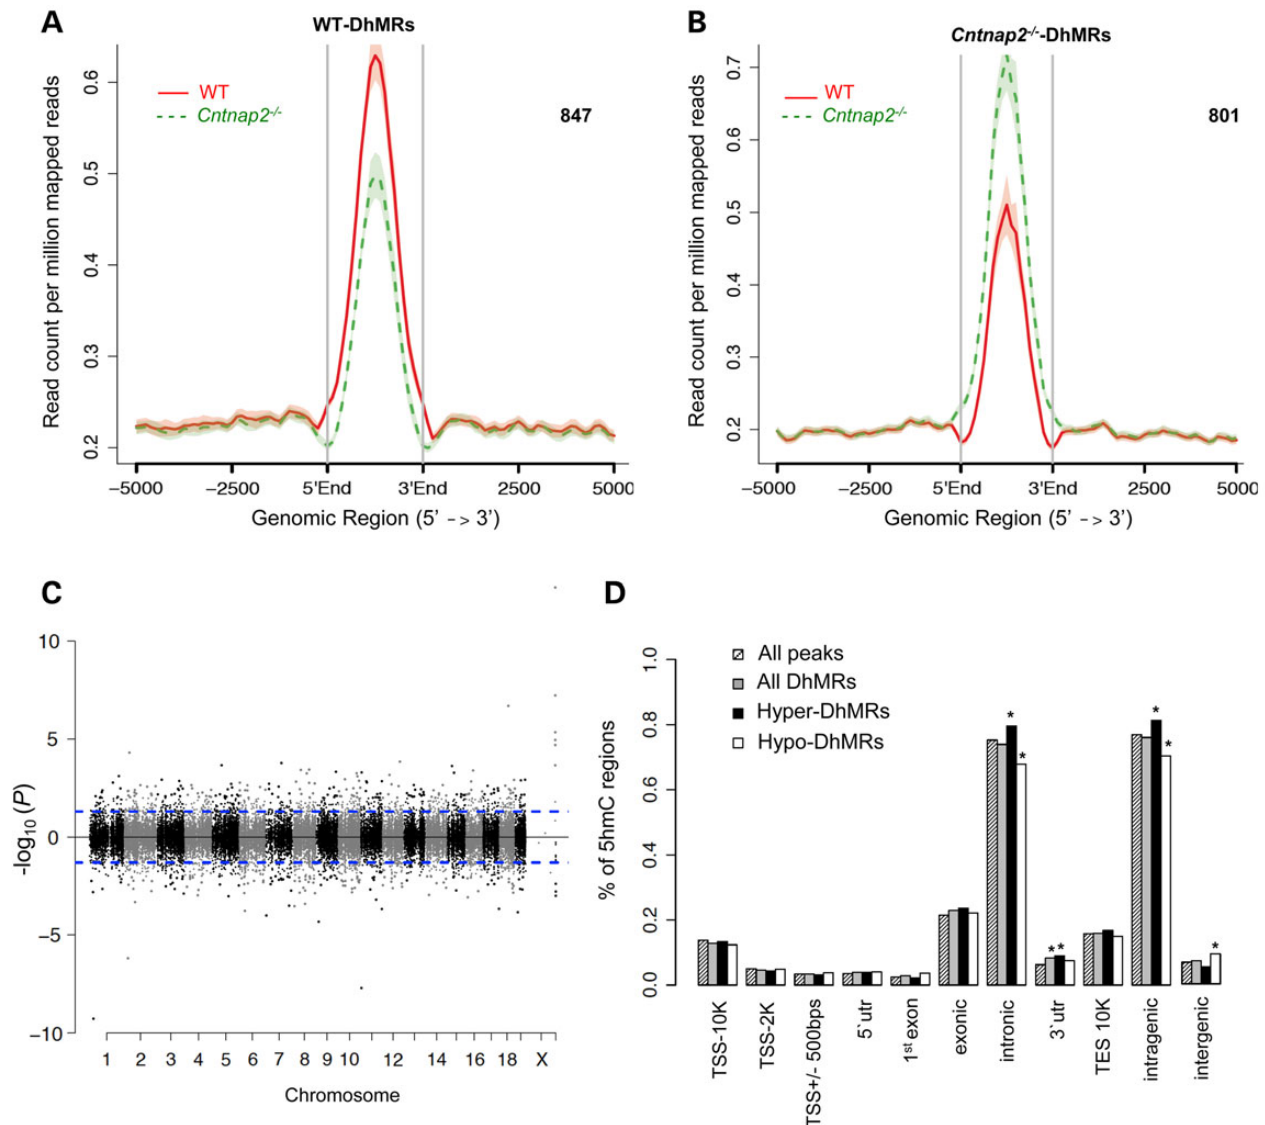 A
WT-DhMRs
WT
Cntnap2-/-
847
Read count per million mapped reads
0.6
0.5
0.4
0.3
0.2
−5000
−2500
5'End
3'End
2500
5000
Genomic Region (5' -> 3')
B
Cntnap2-/--DhMRs
WT
Cntnap2-/-
801
Read count per million mapped reads
0.7
0.6
0.5
0.4
0.3
0.2
−5000
−2500
5'End
3'End
2500
5000
Genomic Region (5' -> 3')
C
-log10 (P)
10
5
0
−5
−10
1 2 3 4 5 6 7 8 9 10 12 14 16 18 X
Chromosome
D
All peaks
All DhMRs
Hyper-DhMRs
Hypo-DhMRs
% of 5hmC regions
1.0
0.8
0.6
0.4
0.2
0.0
* * * * * * *
TSS-10K
TSS-2K
TSS+/- 500bps
5`utr
1st exon
exonic
intronic
3`utr
TES 10K
intragenic
intergenic